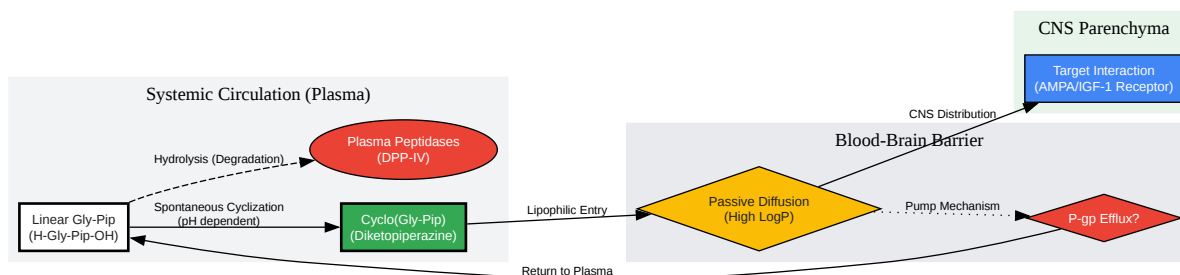 CNS Parenchyma
Target Interaction
(AMPA/IGF-1 Receptor)
CNS Distribution
Systemic Circulation (Plasma)
Blood-Brain Barrier
Plasma Peptidases
(DPP-IV)
Hydrolysis (Degradation)
Linear Gly-Pip
(H-Gly-Pip-OH)
Spontaneous Cyclization
(pH dependent)
Cyclo(Gly-Pip)
(Diketopiperazine)
Lipophilic Entry
Passive Diffusion
(High LogP)
Pump Mechanism
P-gp Efflux?
Return to Plasma